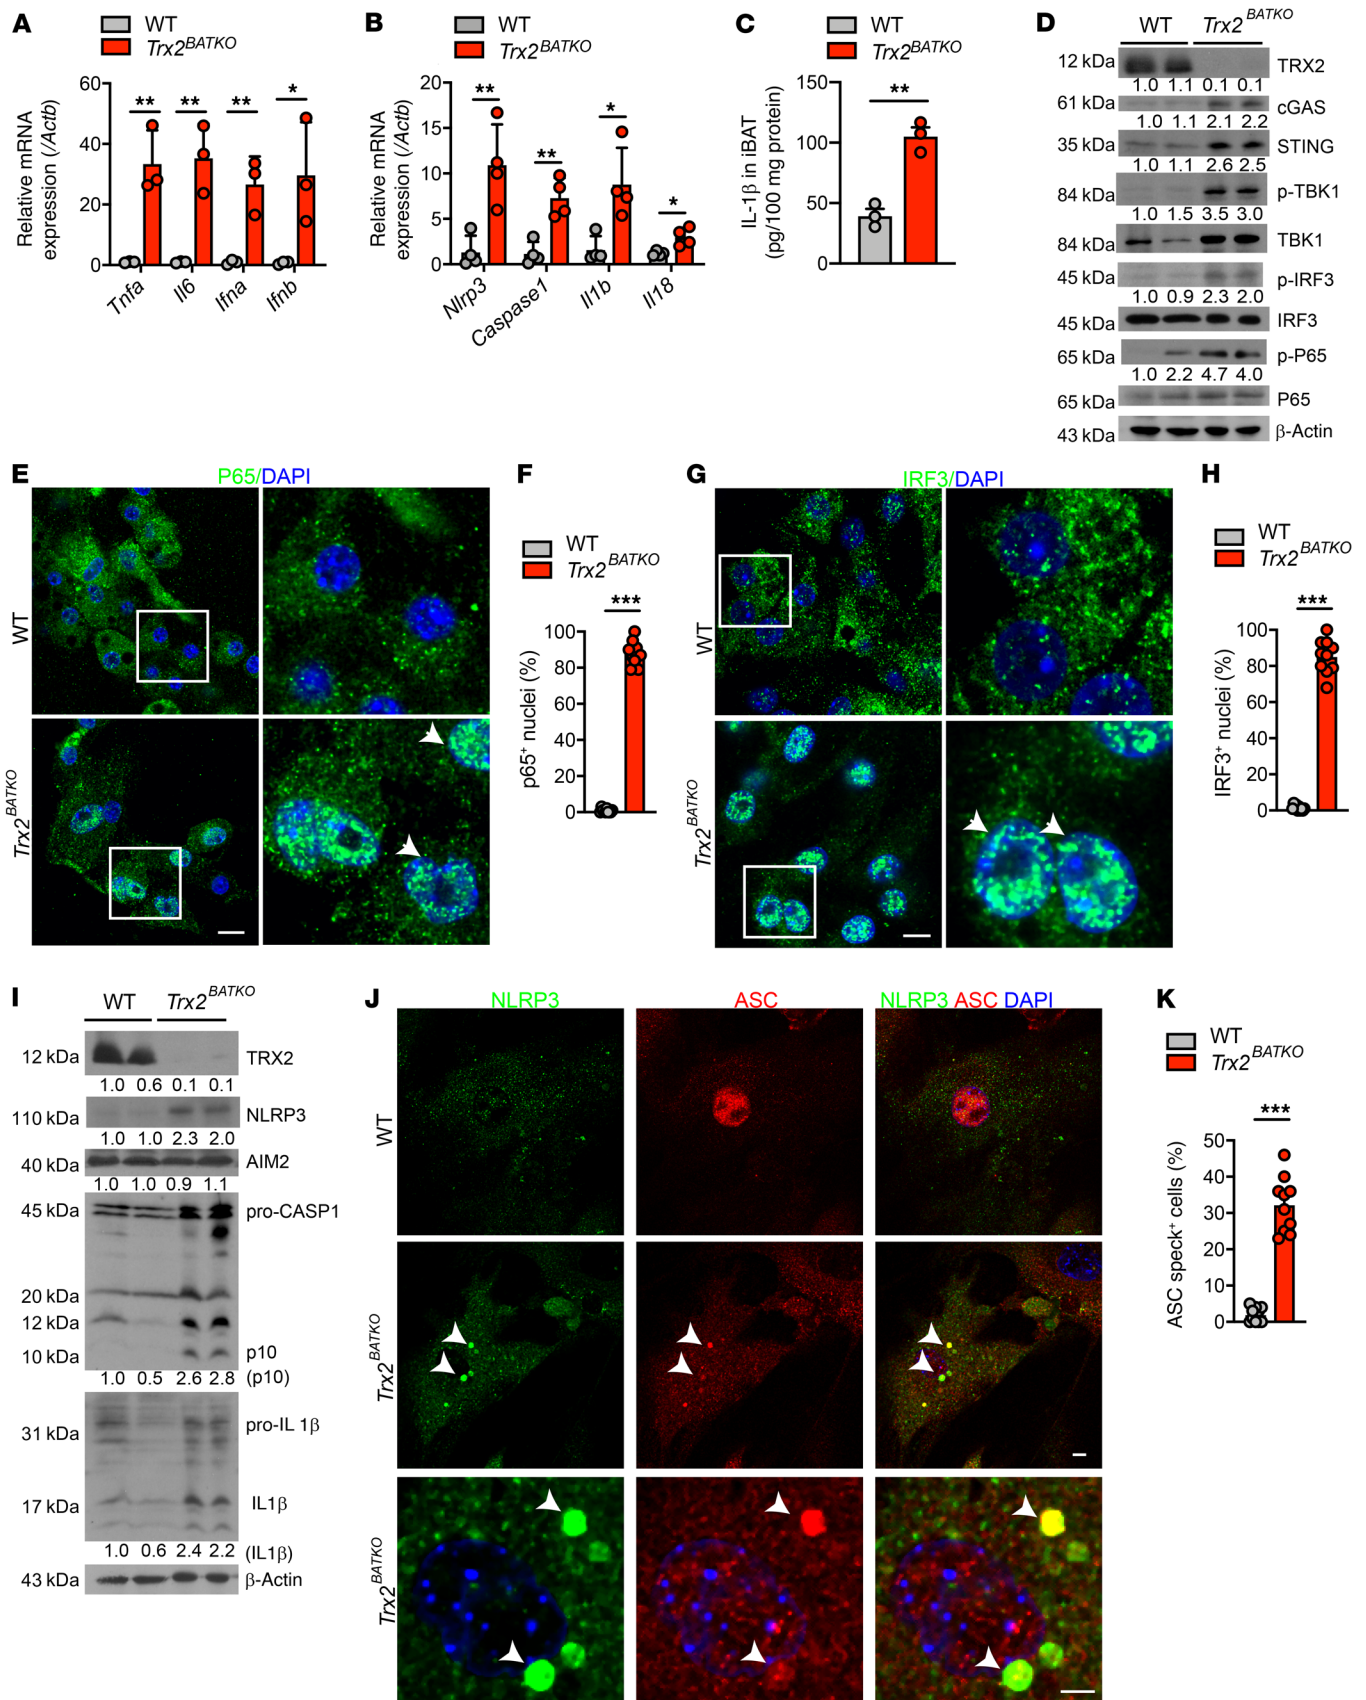 A
WT
Trx2BATKO
Relative mRNA
expression (/Actb)
60
40
20
0
**
**
**
*
Tnfa
Il6
Ifna
Ifnb
B
WT
Trx2BATKO
Relative mRNA
expression (/Actb)
20
15
10
5
0
**
**
*
*
Nlrp3
Caspase1
Il1b
Il18
C
WT
Trx2BATKO
IL-1β in iBAT
(pg/100 mg protein)
150
100
50
0
**
D
WT Trx2BATKO
12 kDa TRX2
1.0 1.1 0.1 0.1
61 kDa cGAS
1.0 1.1 2.1 2.2
35 kDa STING
1.0 1.1 2.6 2.5
84 kDa p-TBK1
1.0 1.5 3.5 3.0
84 kDa TBK1
45 kDa p-IRF3
1.0 0.9 2.3 2.0
45 kDa IRF3
65 kDa p-P65
1.0 2.2 4.7 4.0
65 kDa P65
43 kDa β-Actin
E
P65/DAPI
WT
Trx2BATKO
F
WT
Trx2BATKO
***
p65+ nuclei (%)
100
80
60
40
20
0
G
IRF3/DAPI
WT
Trx2BATKO
H
WT
Trx2BATKO
***
IRF3+ nuclei (%)
100
80
60
40
20
0
I
WT Trx2BATKO
12 kDa TRX2
1.0 0.6 0.1 0.1
110 kDa NLRP3
1.0 1.0 2.3 2.0
40 kDa AIM2
1.0 1.0 0.9 1.1
45 kDa pro-CASP1
20 kDa
12 kDa
10 kDa p10
1.0 0.5 2.6 2.8 (p10)
31 kDa pro-IL 1β
17 kDa IL1β
1.0 0.6 2.4 2.2 (IL1β)
43 kDa β-Actin
J
NLRP3 ASC NLRP3 ASC DAPI
WT
Trx2BATKO
Trx2BATKO
K
WT
Trx2BATKO
***
ASC speck+ cells (%)
50
40
30
20
10
0